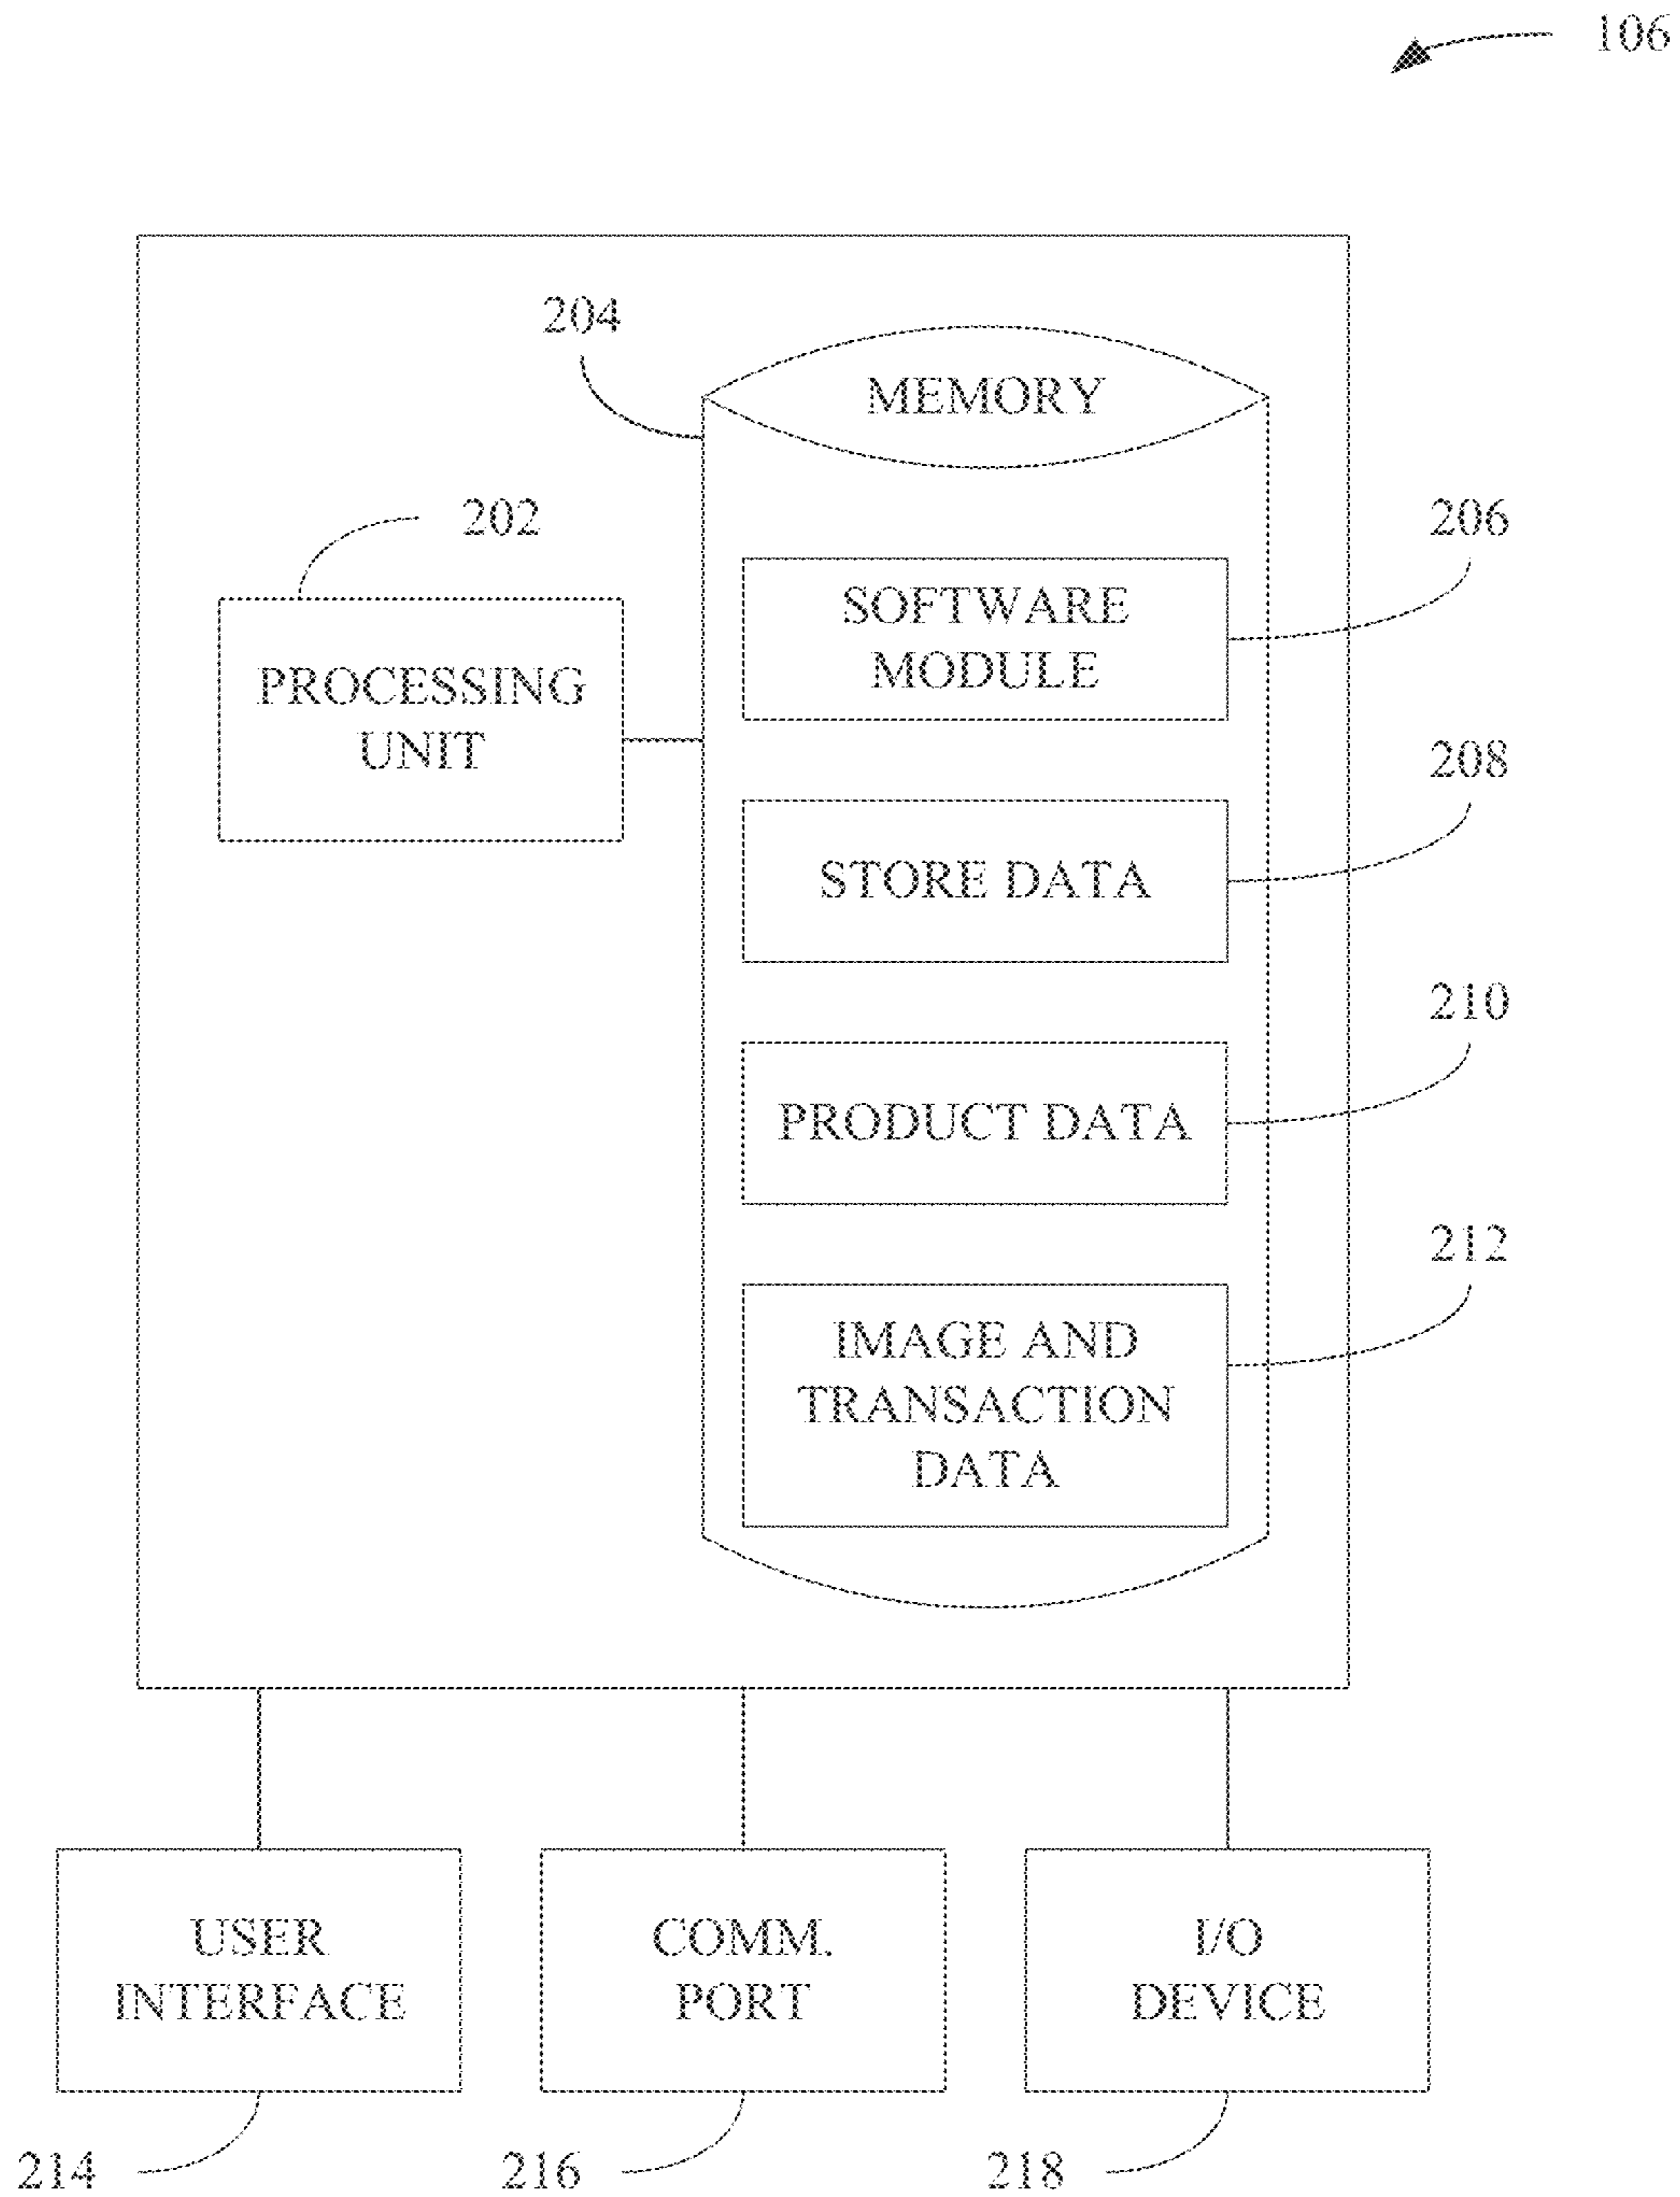 106
204
MEMORY
202
206
SOFTWARE
MODULE
PROCESSING
UNIT
208
STORE DATA
210
PRODUCT DATA
212
IMAGE AND
TRANSACTION
DATA
USER
INTERFACE
COMM.
PORT
I/O
DEVICE
214
216
218